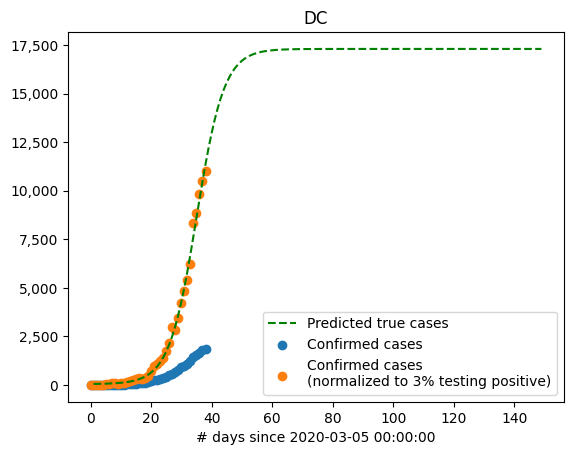 DC
17,500
15,000
12,500
10,000
7,500
5,000
2,500
0
0 20 40 60 80 100 120 140
# days since 2020-03-05 00:00:00
Predicted true cases
Confirmed cases
Confirmed cases
(normalized to 3% testing positive)